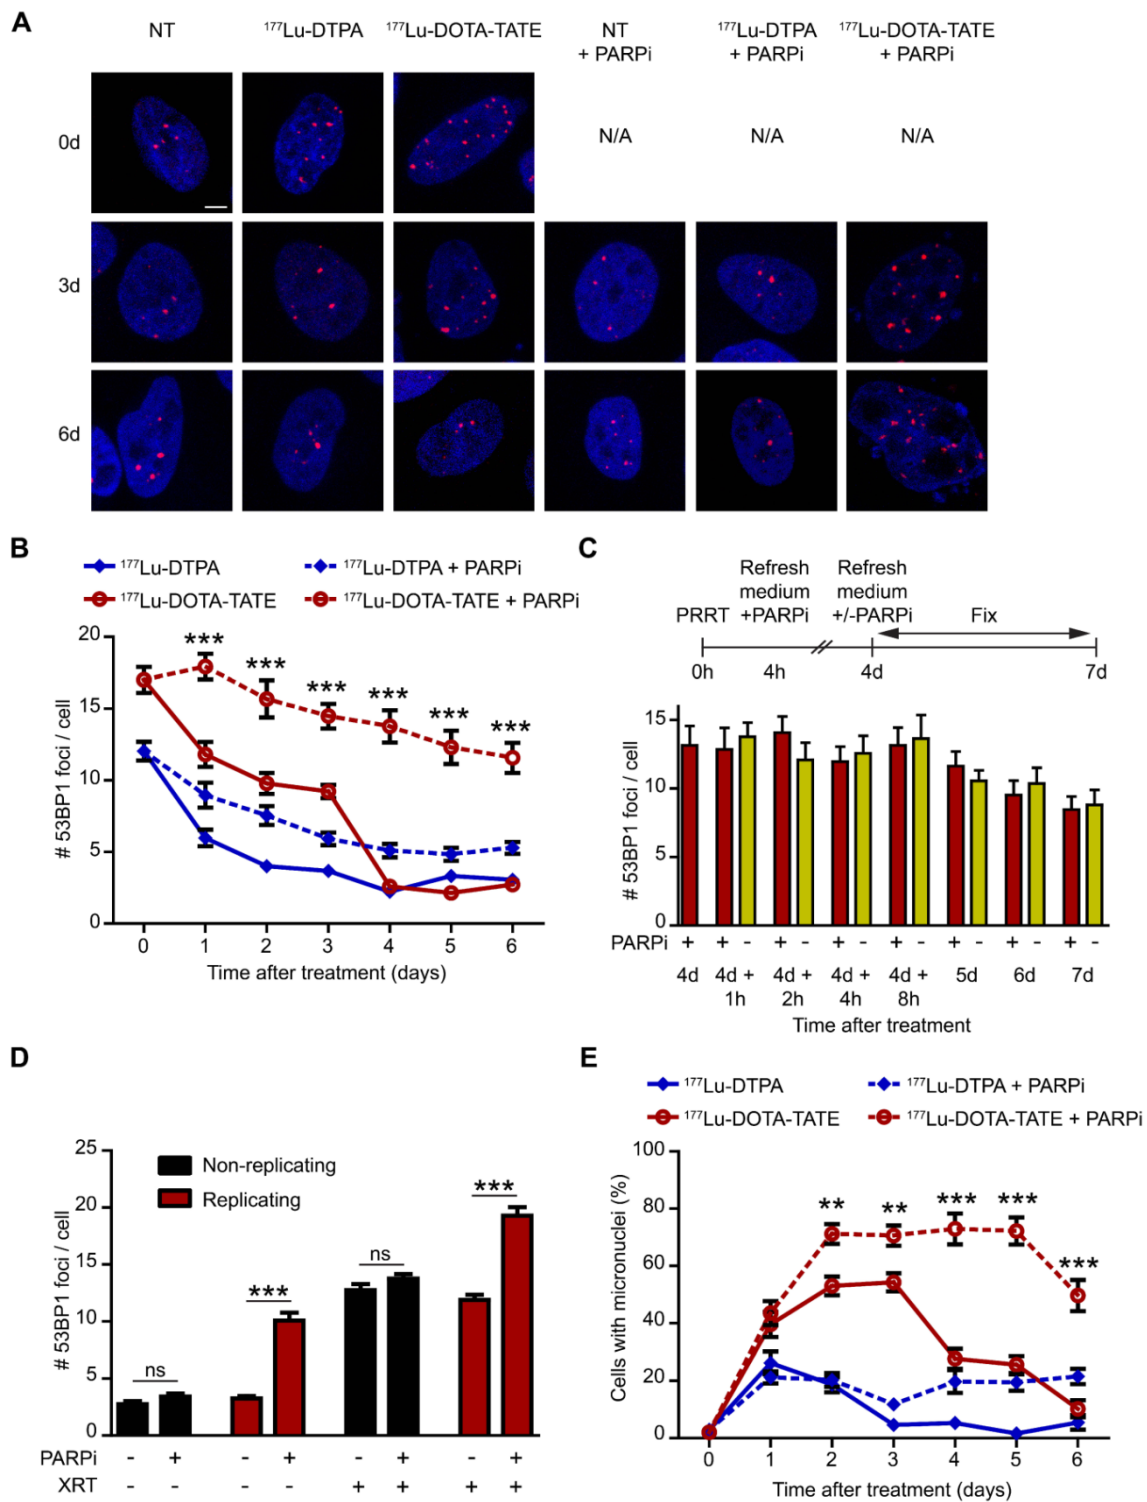 A
NT
¹⁷⁷Lu-DTPA
¹⁷⁷Lu-DOTA-TATE
NT
+ PARPi
¹⁷⁷Lu-DTPA
+ PARPi
¹⁷⁷Lu-DOTA-TATE
+ PARPi
0d
N/A
N/A
N/A
3d
6d
B
¹⁷⁷Lu-DTPA
¹⁷⁷Lu-DTPA + PARPi
¹⁷⁷Lu-DOTA-TATE
¹⁷⁷Lu-DOTA-TATE + PARPi
# 53BP1 foci / cell
20
15
10
5
0
*** *** *** *** *** ***
0 1 2 3 4 5 6
Time after treatment (days)
C
PRRT
Refresh
medium
+PARPi
Refresh
medium
+/-PARPi
Fix
0h 4h 4d 7d
# 53BP1 foci / cell
15
10
5
0
PARPi + + - + - + - + - + - + - + -
4d 4d + 4d + 4d + 4d + 5d 6d 7d
1h 2h 4h 8h
Time after treatment
D
Non-replicating
Replicating
# 53BP1 foci / cell
25
20
15
10
5
0
ns *** ns ***
PARPi - + - + - + - +
XRT - - - - + + + +
E
¹⁷⁷Lu-DTPA
¹⁷⁷Lu-DTPA + PARPi
¹⁷⁷Lu-DOTA-TATE
¹⁷⁷Lu-DOTA-TATE + PARPi
Cells with micronuclei (%)
100
80
60
40
20
0
** ** *** *** ***
0 1 2 3 4 5 6
Time after treatment (days)